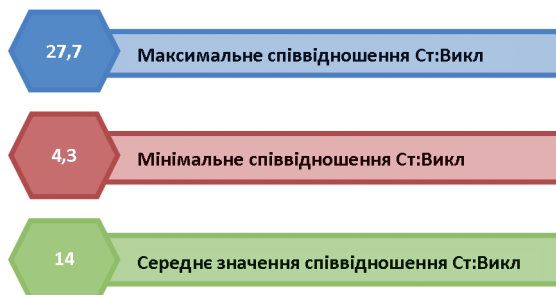 27,7
Максимальне співвідношення Ст:Викл
4,3
Мінімальне співвідношення Ст:Викл
14
Середнє значення співвідношення Ст:Викл